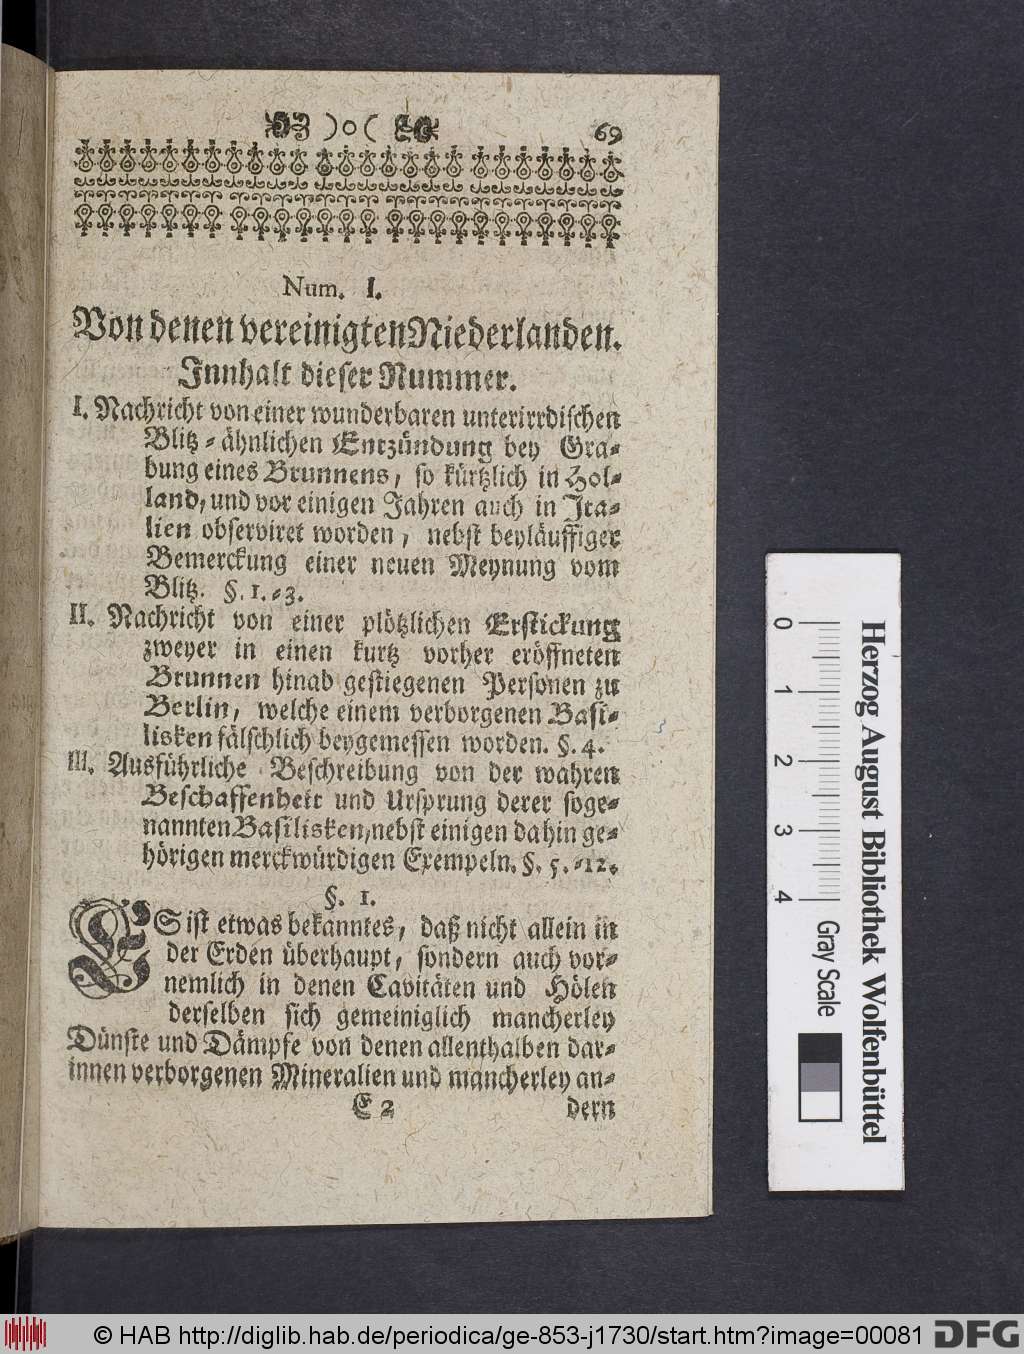 )o( 69
Num. I.
Von denen vereinigten Niederlanden.
Innhalt dieser Nummer.
I. Nachricht von einer wunderbaren unterirrdischen
Blitz-ähnlichen Entzündung bey Gra-
bung eines Brunnens, so kürtzlich in Hol-
land, und vor einigen Jahren auch in Ita-
lien observiret worden, nebst beyläuffiger
Bemerckung einer neuen Meynung vom
Blitz. §. 1.-3.
II. Nachricht von einer plötzlichen Erstickung
zweyer in einen kurtz vorher eröffneten
Brunnen hinab gestiegenen Personen zu
Berlin, welche einem verborgenen Basi-
lisken fälschlich beygemessen worden. §. 4.
III. Ausführliche Beschreibung von der wahren
Beschaffenheit und Ursprung derer soge-
nannten Basilisken, nebst einigen dahin ge-
hörigen merckwürdigen Exempeln. §. 5.-12.
§. 1.
ES ist etwas bekanntes, daß nicht allein in
der Erden überhaupt, sondern auch vor-
nemlich in denen Cavitäten und Hölen
derselben sich gemeiniglich mancherley
Dünste und Dämpfe von denen allenthalben dar-
innen verborgenen Mineralien und mancherley an-
E 2 dern
0 1 2 3 4
Gray Scale
Herzog August Bibliothek Wolfenbüttel
© HAB http://diglib.hab.de/periodica/ge-853-j1730/start.htm?image=00081
DFG